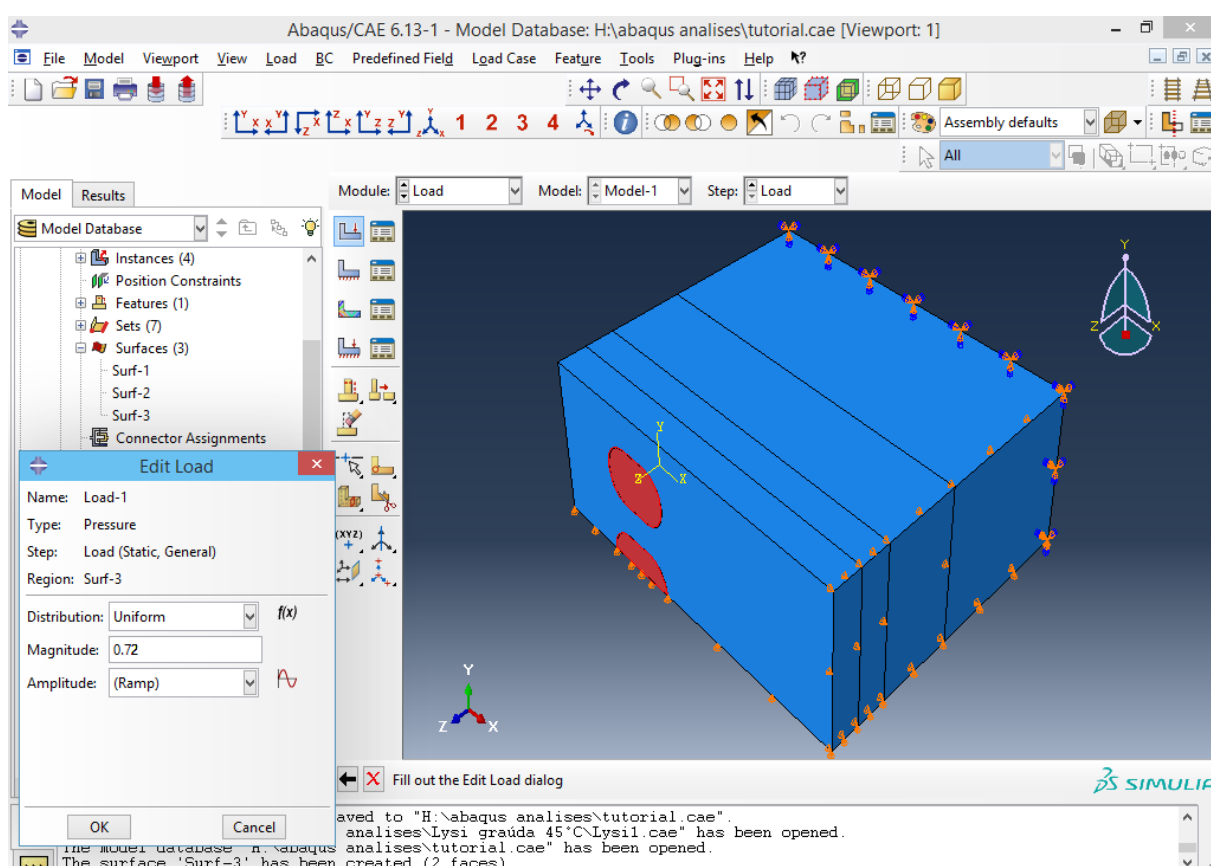 Abaqus/CAE 6.13-1 - Model Database: H:\abaqus analises\tutorial.cae [Viewport: 1]
File Model Viewport View Load BC Predefined Field Load Case Feature Tools Plug-ins Help
1 2 3 4 Assembly defaults
All
Model Results
Module: Load Model: Model-1 Step: Load
Model Database
Instances (4)
Position Constraints
Features (1)
Sets (7)
Surfaces (3)
Surf-1
Surf-2
Surf-3
Connector Assignments
Edit Load
Name: Load-1
Type: Pressure
Step: Load (Static, General)
Region: Surf-3
Distribution: Uniform f(x)
Magnitude: 0.72
Amplitude: (Ramp)
OK Cancel
(XYZ)
Y
Z X
Y
Z X
Y
Z X
Fill out the Edit Load dialog
SIMULIA
aved to "H:\abaqus analises\tutorial.cae".
analises\Lysi graúda 45°C\Lysi1.cae" has been opened.
The model database "H:\abaqus analises\tutorial.cae" has been opened.
The surface 'Surf-3' has been created (2 faces)